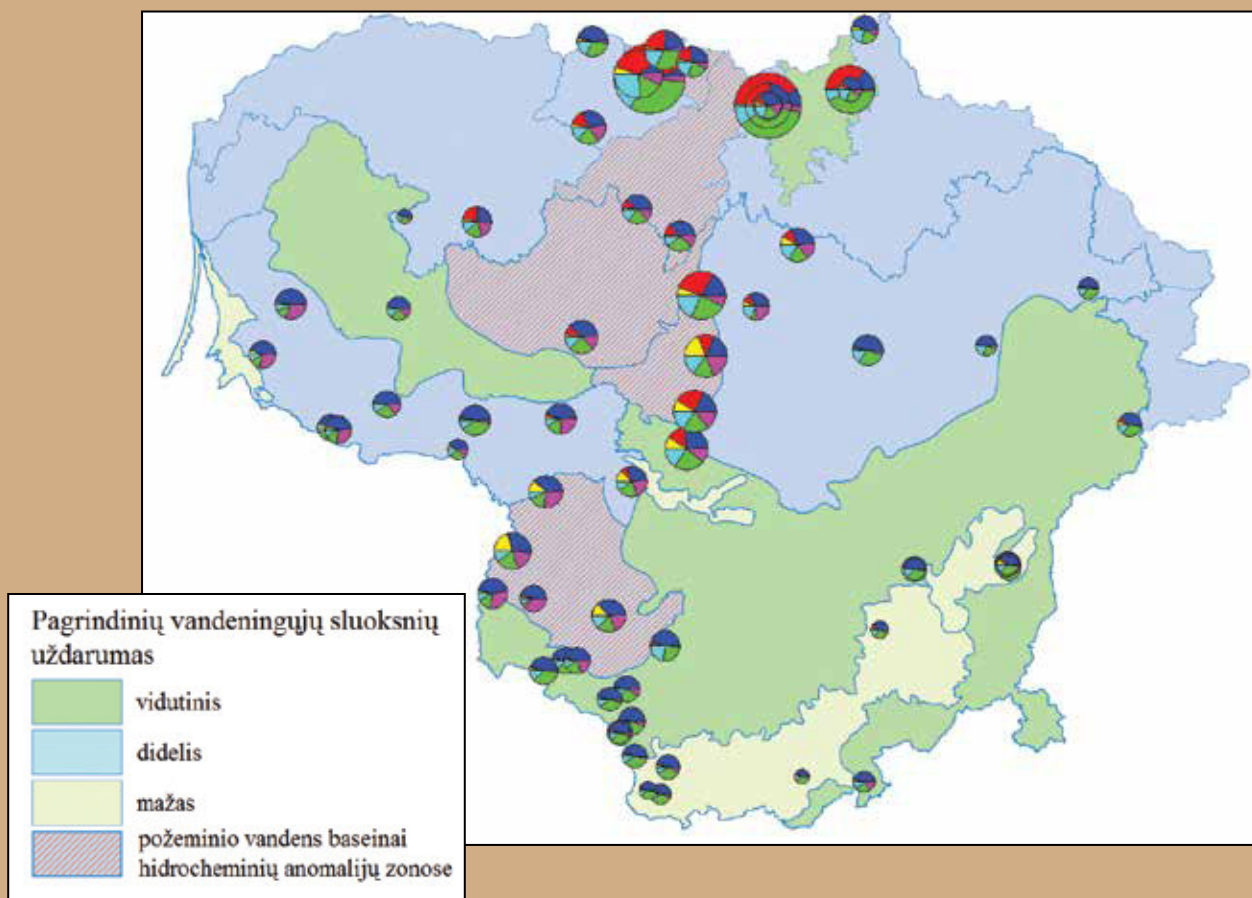 Pagrindinių vandeningųjų sluoksnių
uždarumas
vidutinis
didelis
mažas
požeminio vandens baseinai
hidrocheminių anomalijų zonose